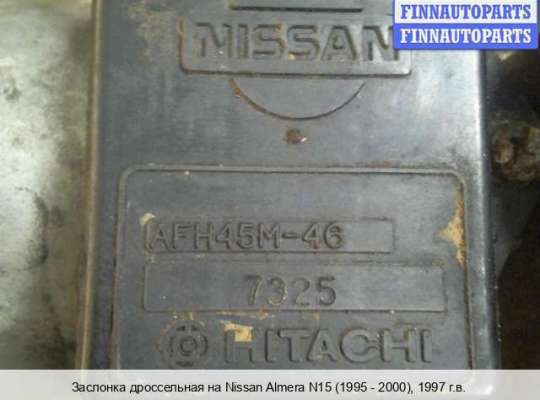 FINNAUTOPARTS
FINNAUTOPARTS
NISSAN
AFH45M-46
7325
HITACHI
Заслонка дроссельная на Nissan Almera N15 (1995 - 2000), 1997 г.в.